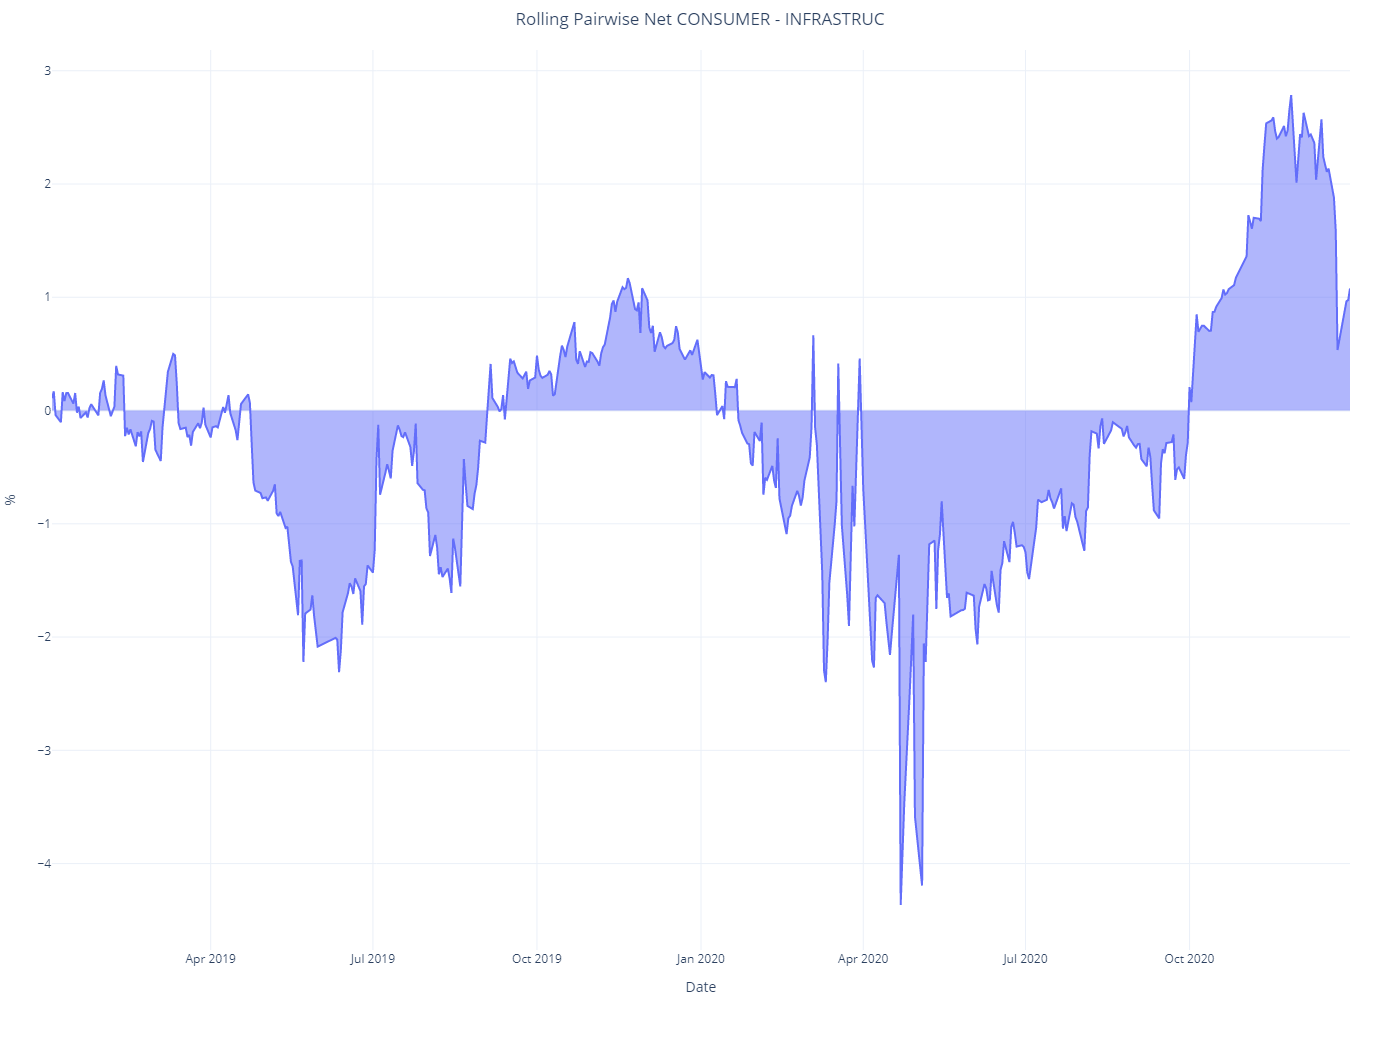 Rolling Pairwise Net CONSUMER - INFRASTRUC
3
2
1
0
−1
−2
−3
−4
%
Apr 2019
Jul 2019
Oct 2019
Jan 2020
Apr 2020
Jul 2020
Oct 2020
Date